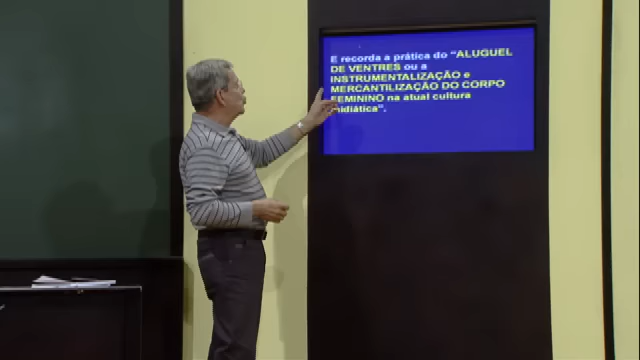 E recorda a prática do "ALUGUEL
DE VENTRES ou a
INSTRUMENTALIZAÇÃO e
MERCANTILIZAÇÃO DO CORPO
FEMININO na atual cultura
midiática".